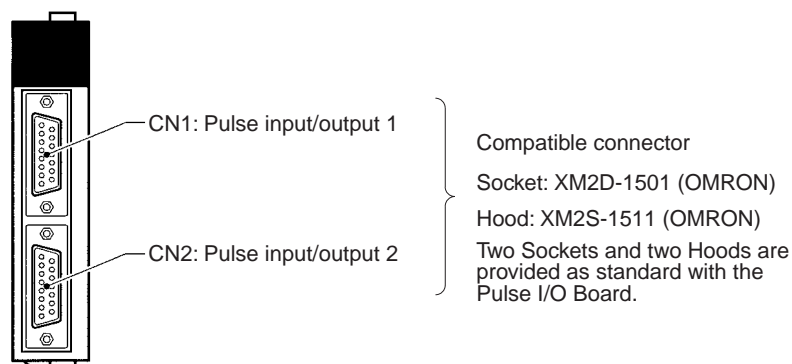 CN1: Pulse input/output 1
CN2: Pulse input/output 2
Compatible connector
Socket: XM2D-1501 (OMRON)
Hood: XM2S-1511 (OMRON)
Two Sockets and two Hoods are
provided as standard with the
Pulse I/O Board.